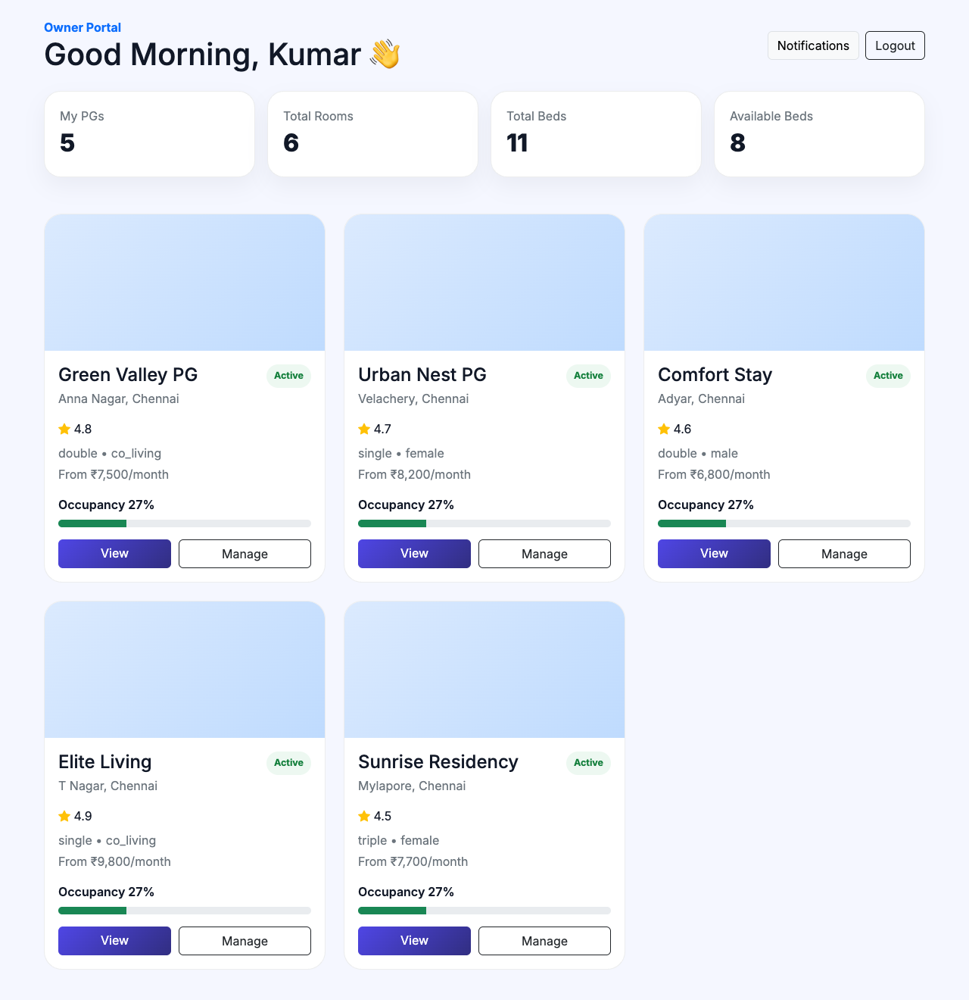 Owner Portal
Good Morning, Kumar 👋
Notifications
Logout
My PGs
5
Total Rooms
6
Total Beds
11
Available Beds
8
Green Valley PG
Active
Anna Nagar, Chennai
4.8
double • co_living
From ₹7,500/month
Occupancy 27%
View
Manage
Urban Nest PG
Active
Velachery, Chennai
4.7
single • female
From ₹8,200/month
Occupancy 27%
View
Manage
Comfort Stay
Active
Adyar, Chennai
4.6
double • male
From ₹6,800/month
Occupancy 27%
View
Manage
Elite Living
Active
T Nagar, Chennai
4.9
single • co_living
From ₹9,800/month
Occupancy 27%
View
Manage
Sunrise Residency
Active
Mylapore, Chennai
4.5
triple • female
From ₹7,700/month
Occupancy 27%
View
Manage